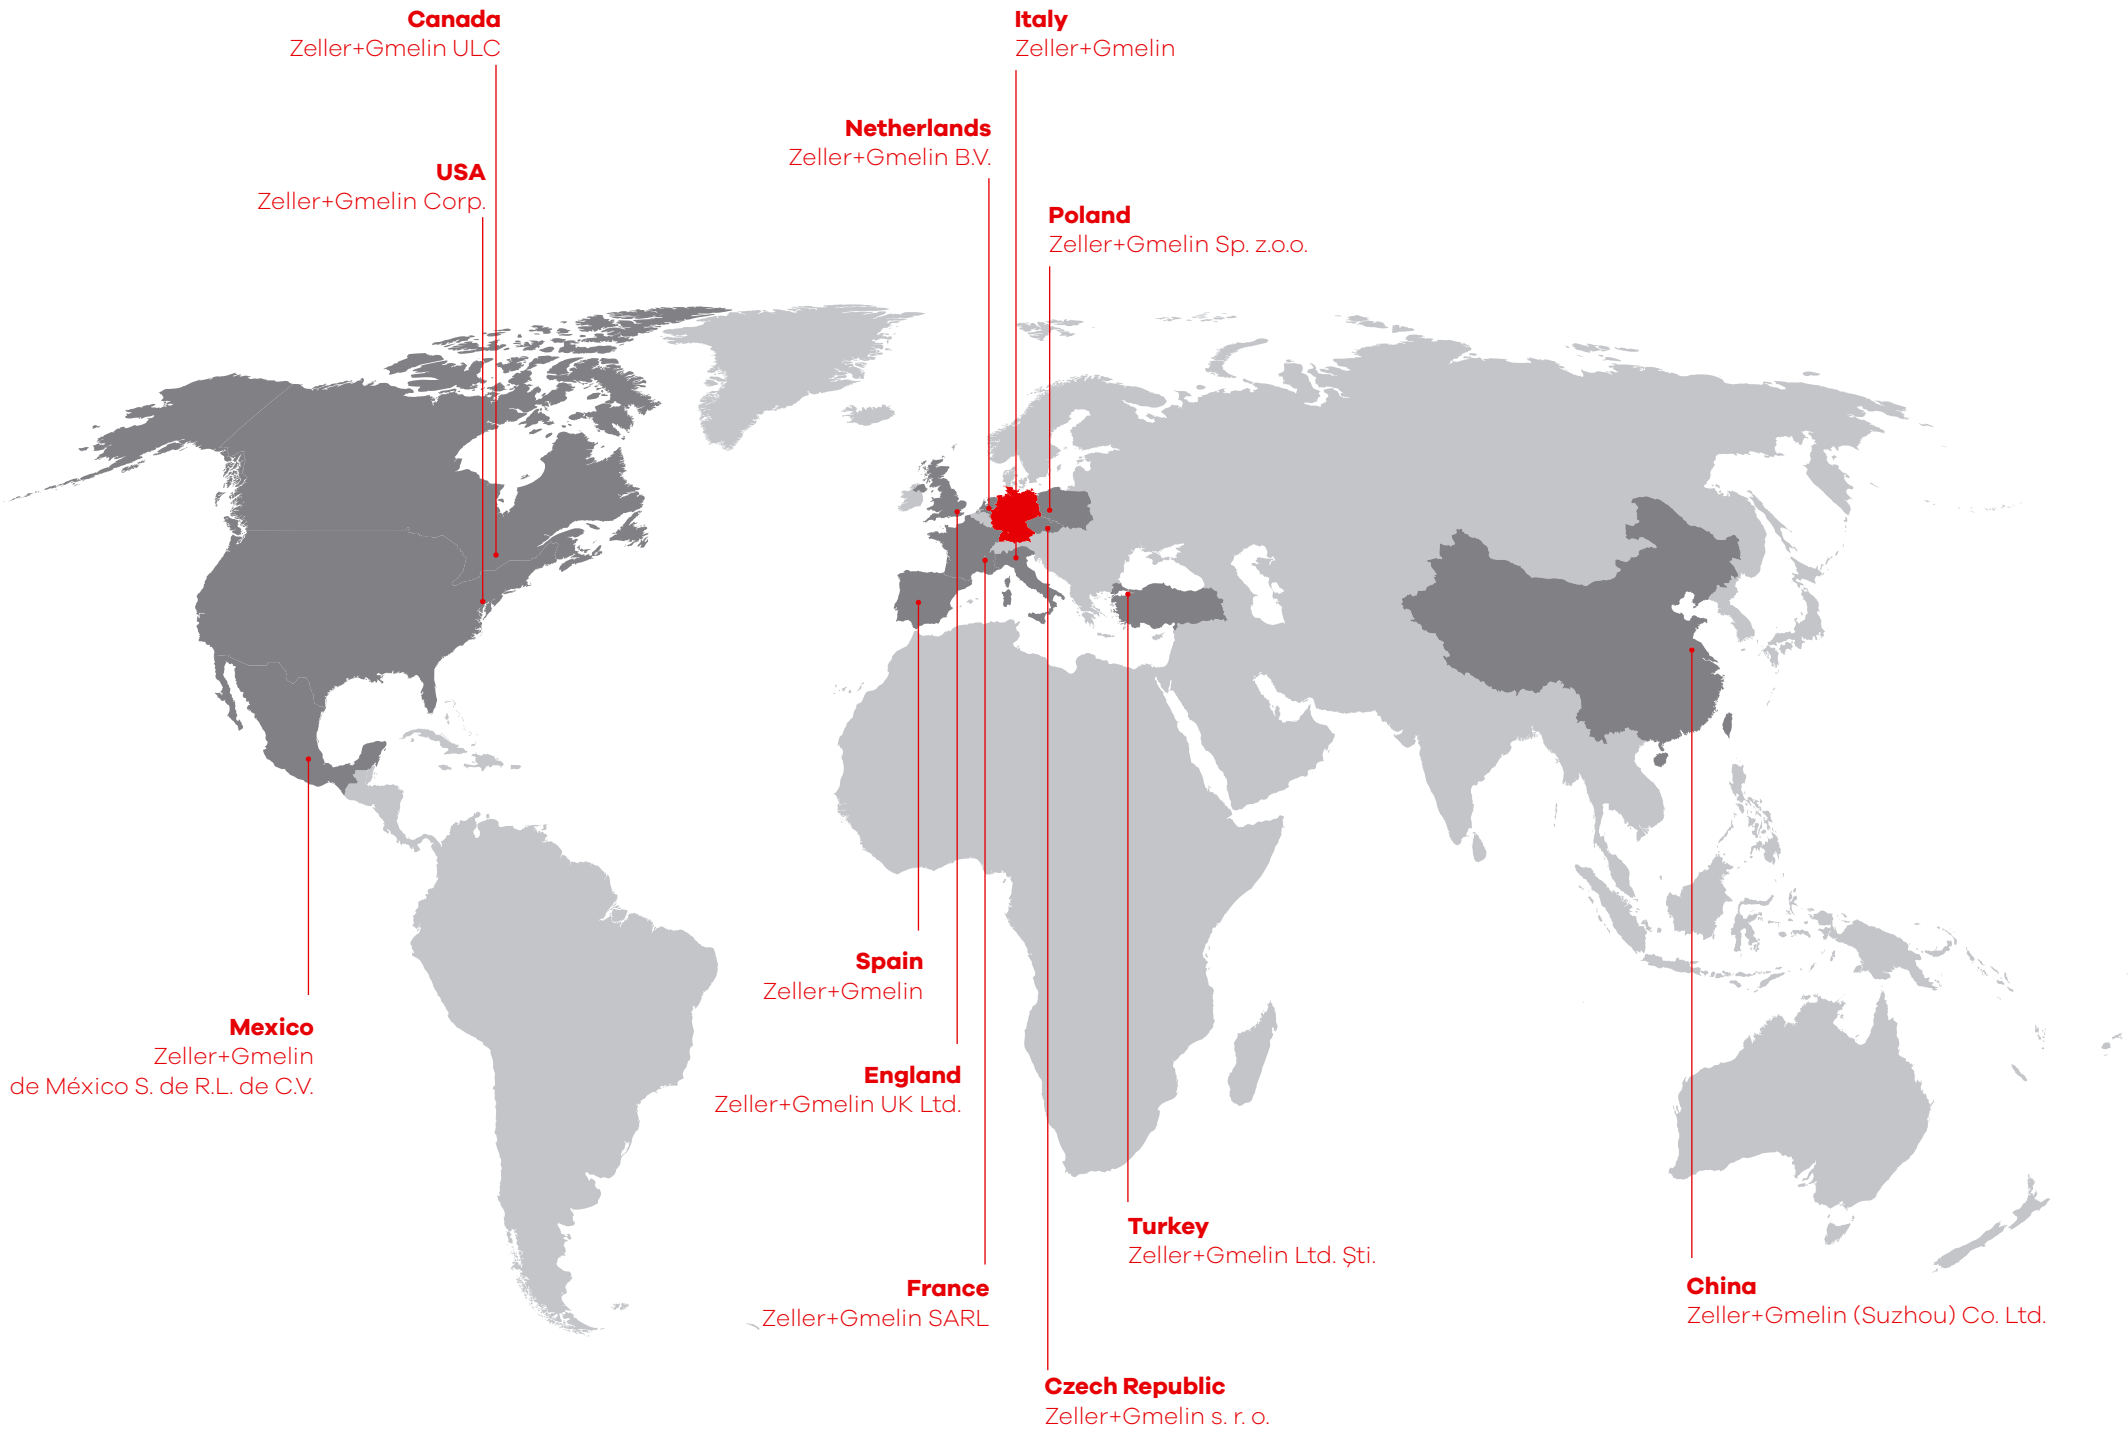 Canada
Zeller+Gmelin ULC
Italy
Zeller+Gmelin
Netherlands
Zeller+Gmelin B.V.
USA
Zeller+Gmelin Corp.
Poland
Zeller+Gmelin Sp. z.o.o.
Spain
Zeller+Gmelin
Mexico
Zeller+Gmelin
de México S. de R.L. de C.V.
England
Zeller+Gmelin UK Ltd.
Turkey
Zeller+Gmelin Ltd. Şti.
France
Zeller+Gmelin SARL
China
Zeller+Gmelin (Suzhou) Co. Ltd.
Czech Republic
Zeller+Gmelin s. r. o.